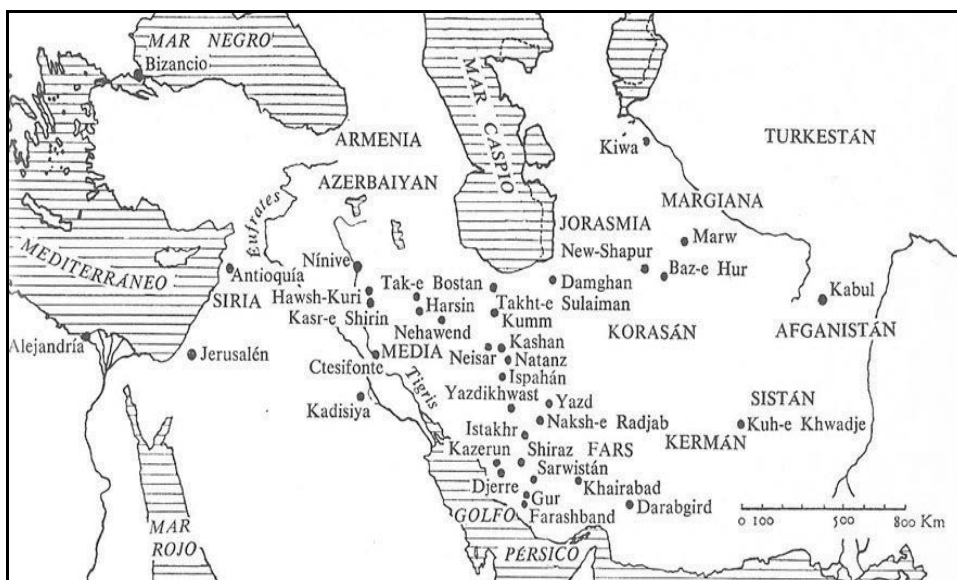 MAR NEGRO
Bizancio
MAR CASPIO
ARMENIA
TURKESTÁN
Kiwa
AZERBAIYAN
MARGIANA
Eufrates
JORASMIA
Marw
New-Shapur
MEDITERRÁNEO
Antioquía
Nínive
Tak-e Bostan
Damghan
Baz-e Hur
Kabul
SIRIA
Hawsh-Kuri
Harsin
Takht-e Sulaiman
Kasr-e Shirin
Kumm
KORASÁN
AFGANISTÁN
Nehawend
Alejandría
Jerusalén
MEDIA
Neisar
Kashan
Natanz
Ctesifonte
Ispahán
Tigris
Yazdikhwast
Yazd
SISTÁN
Kadisiya
Naksh-e Radjab
Kuh-e Khwadje
Istakhr
KERMÁN
Kazerun
Shiraz
FARS
Sarwistán
Djerre
Khairabad
Gur
Darabgird
GOLFO
Farashband
0 100 500 800 Km
MAR
ROJO
PÉRSICO